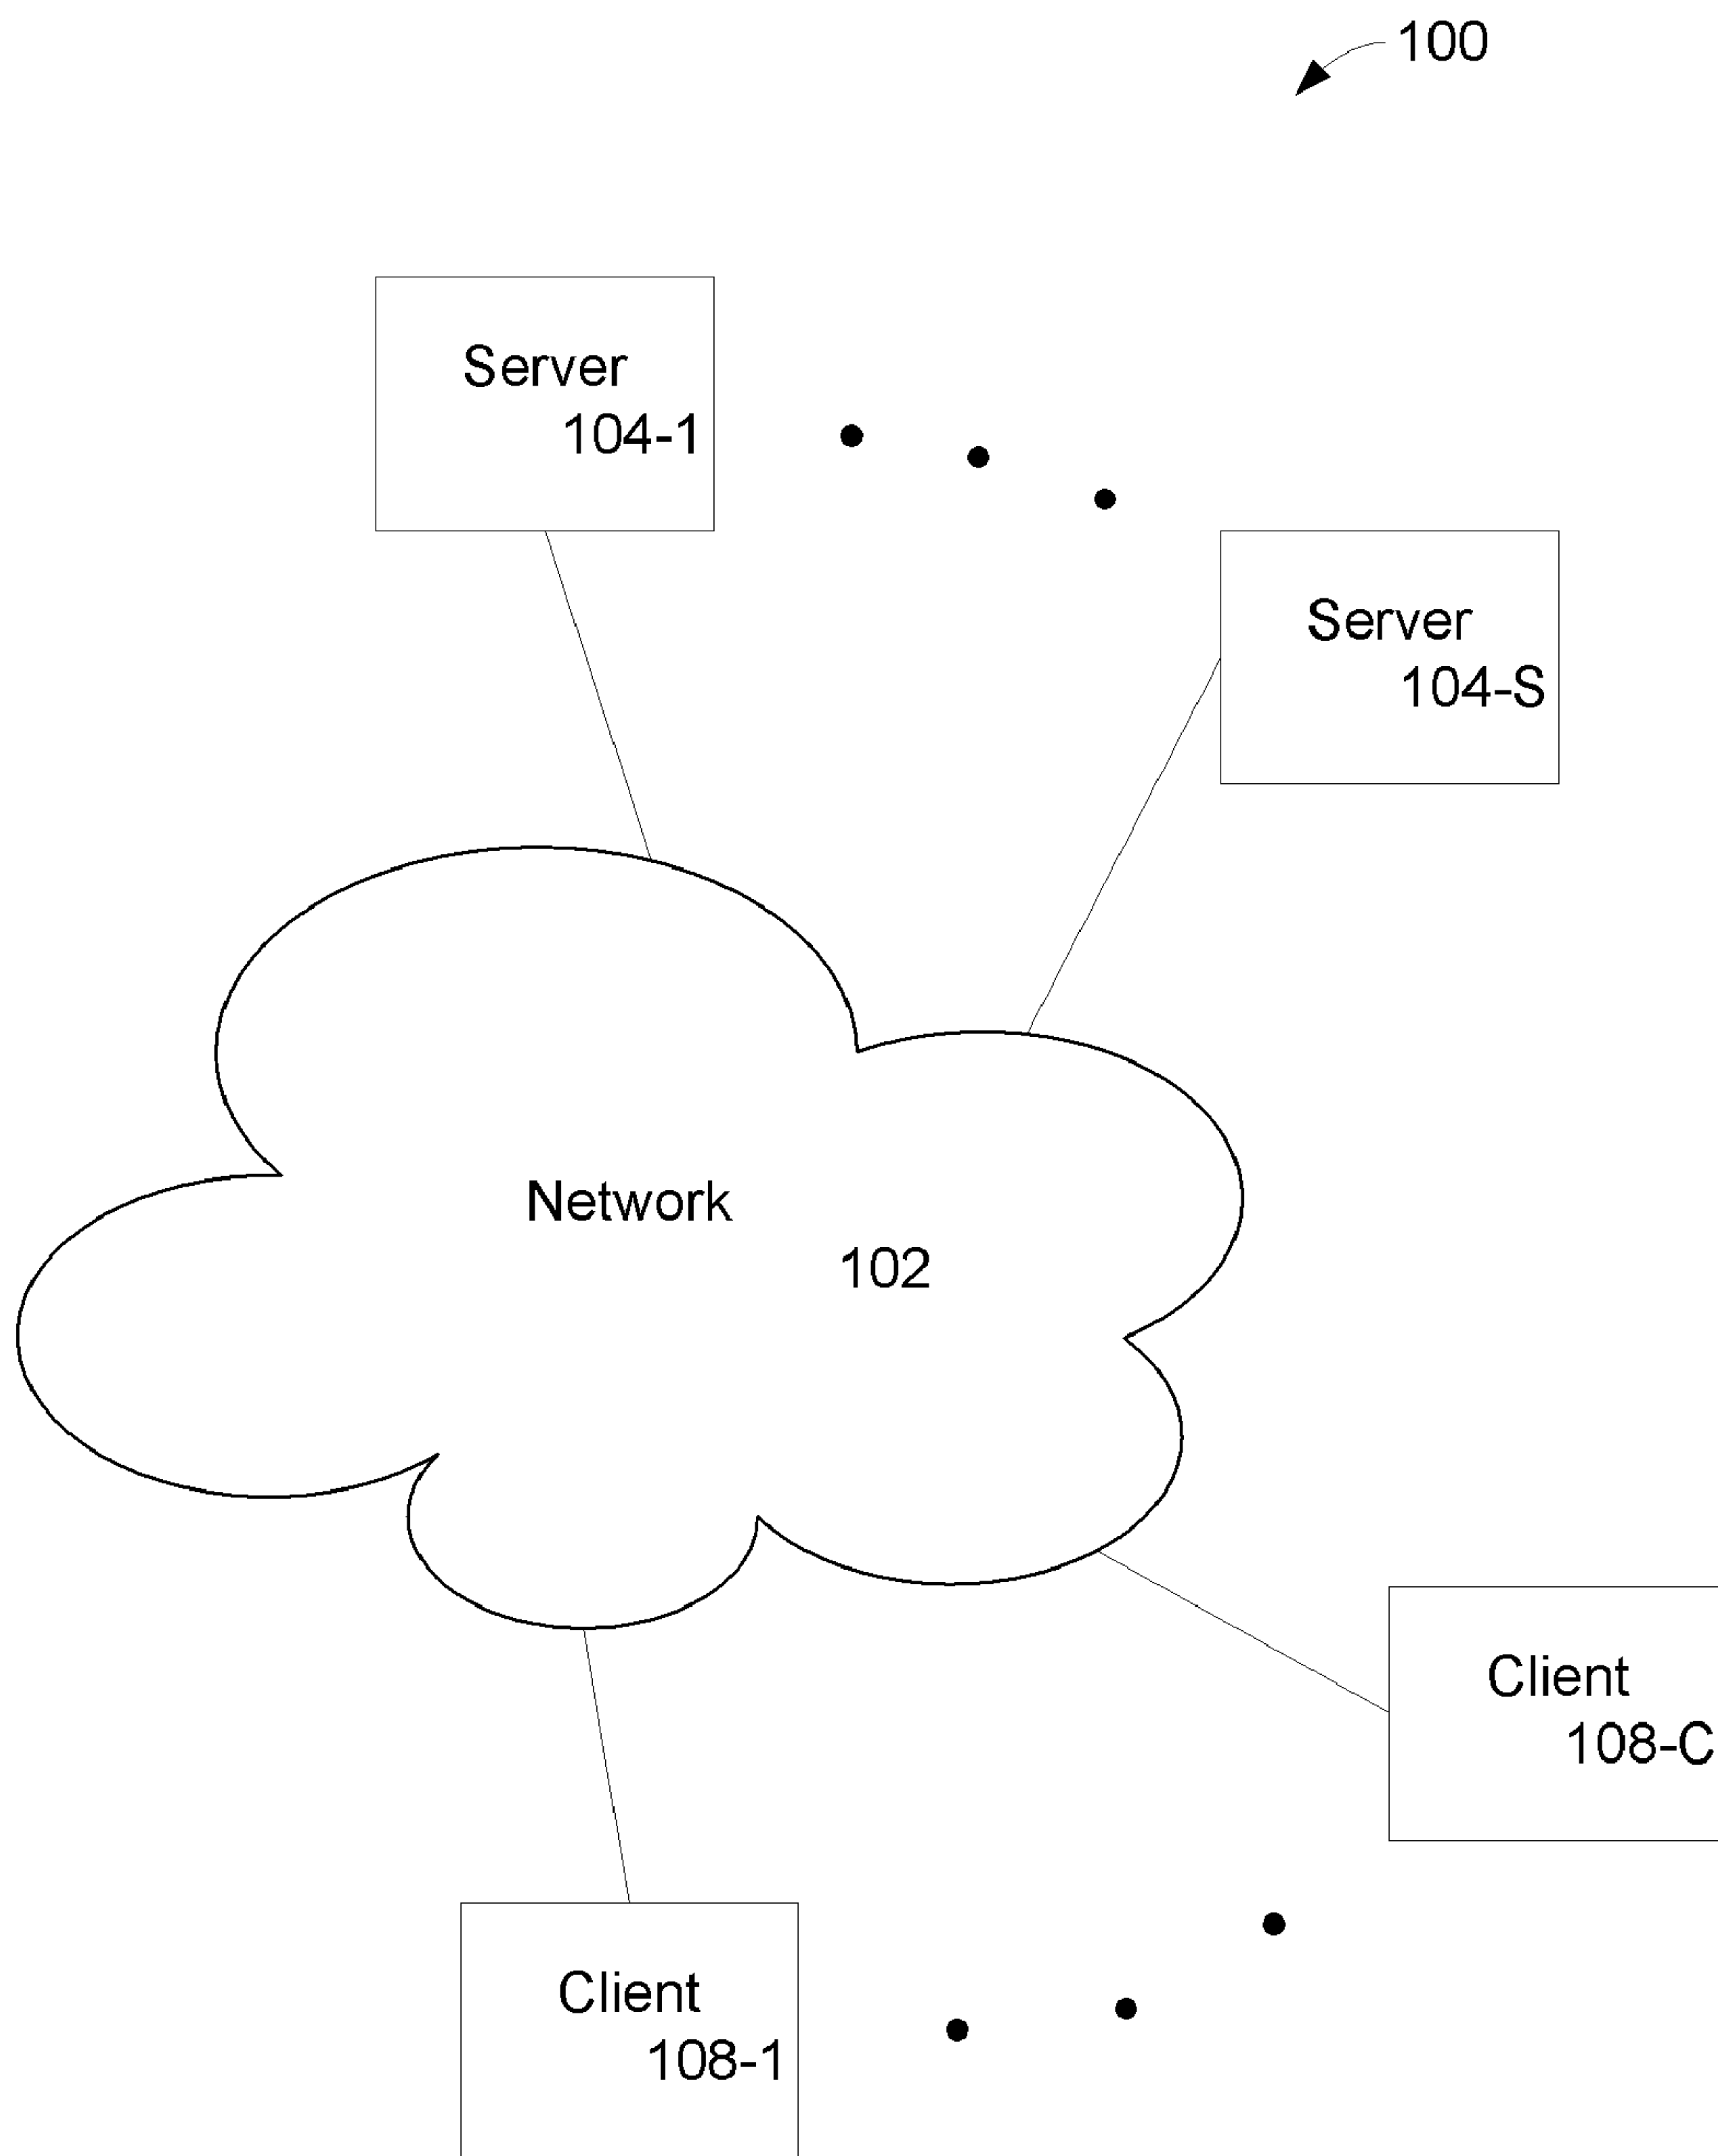 100
Server
104-1
Server
104-S
Network
102
Client
108-C
Client
108-1